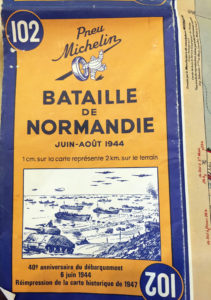 102
Pneu
Michelin
BATAILLE
DE
NORMANDIE
JUIN-AOÛT 1944
1 cm. sur la carte représente 2 km. sur le terrain
40e anniversaire du débarquement
6 juin 1944
Réimpression de la carte historique de 1947
102